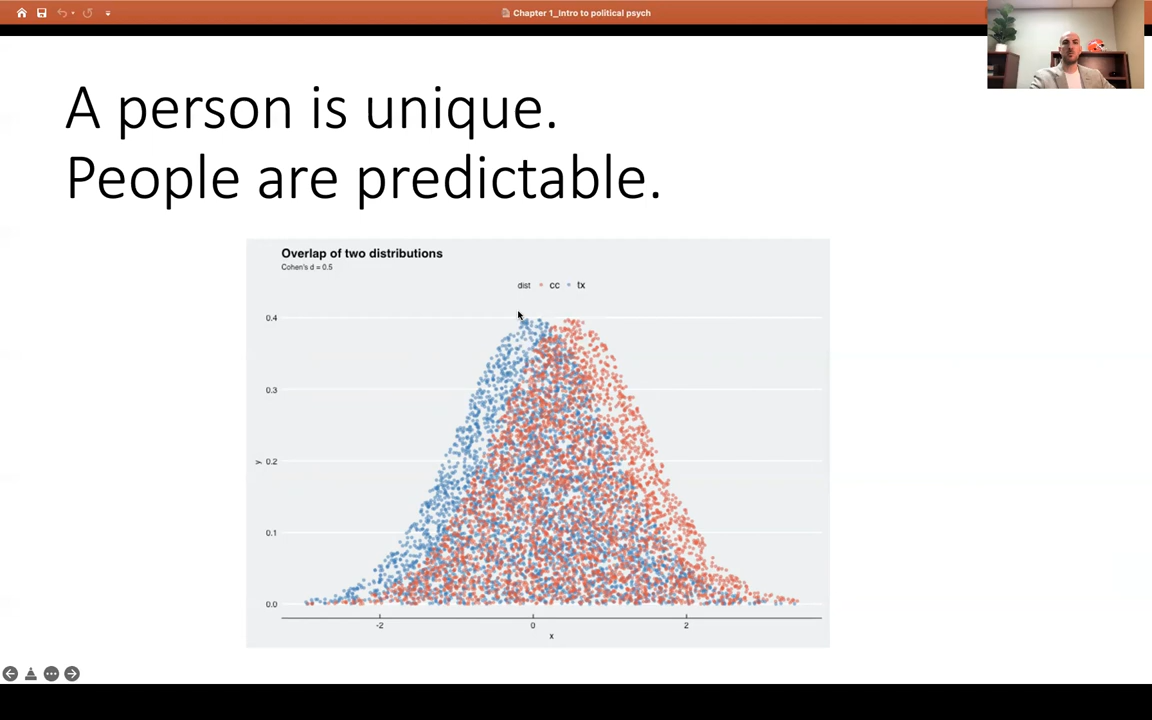 Chapter 1_Intro to political psych
A person is unique.
People are predictable.
Overlap of two distributions
Cohen's d = 0.5
dist cc tx
0.4
0.3
0.2
0.1
0.0
y
-2 0 2
x